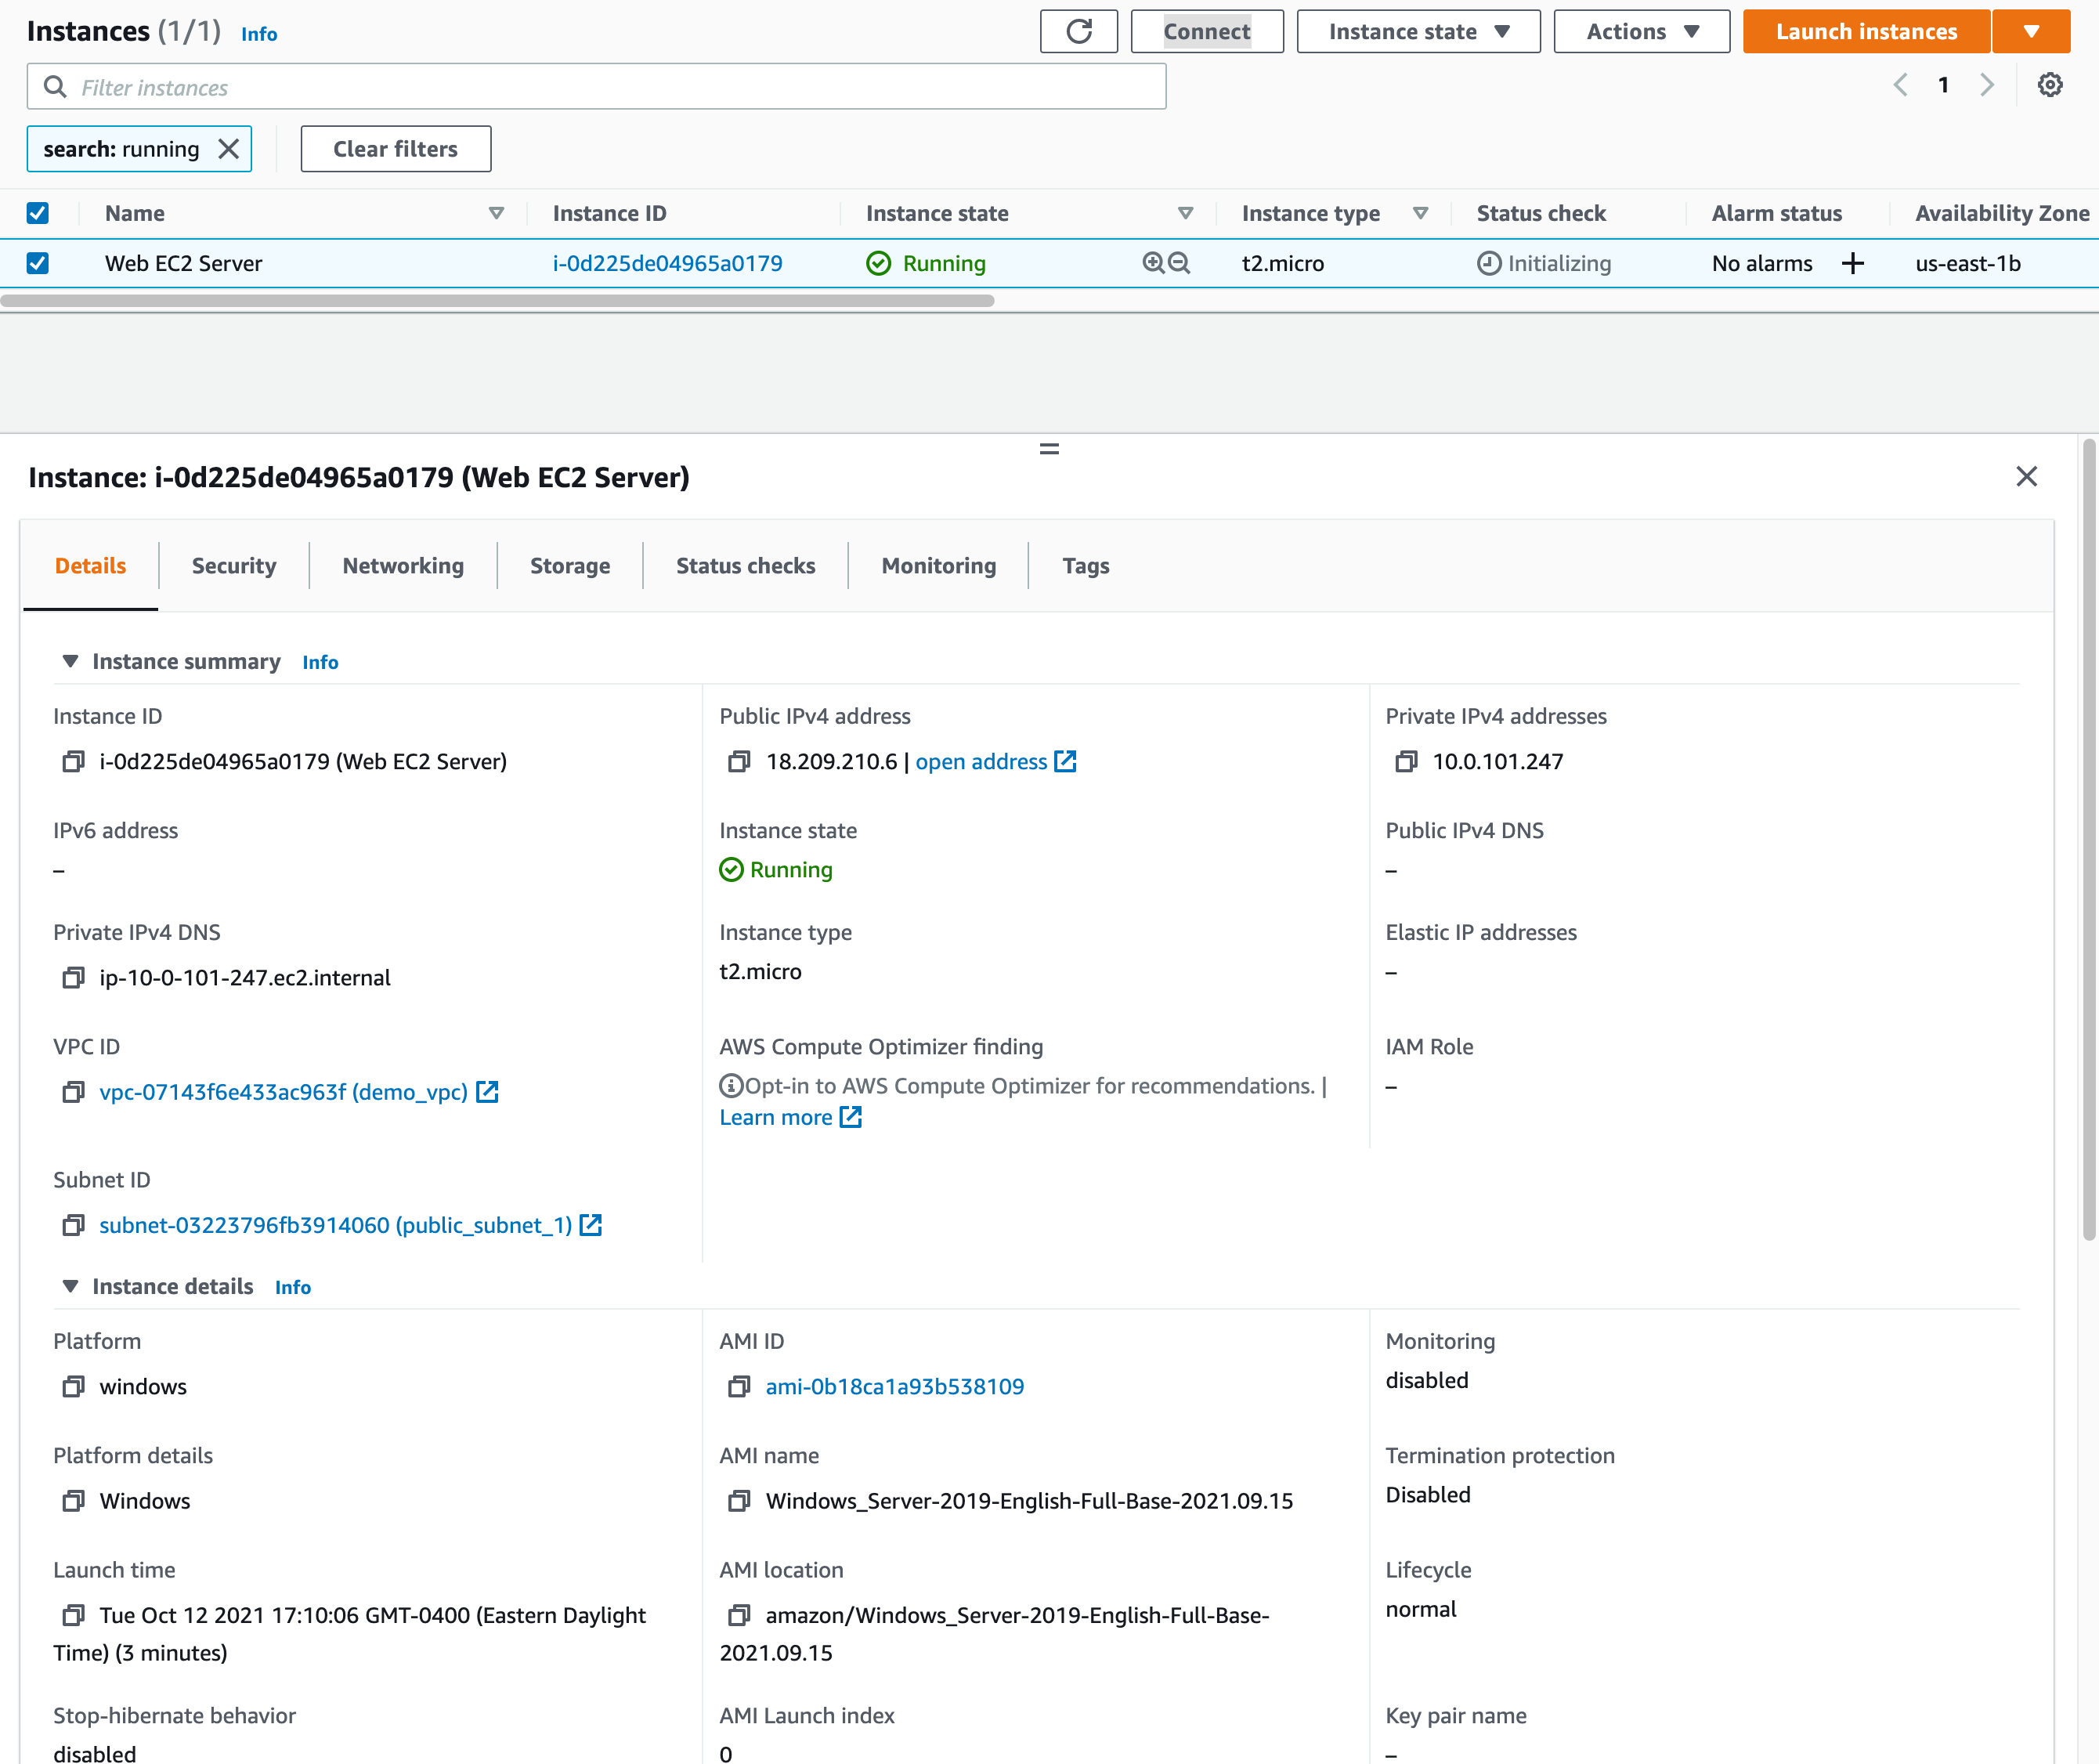 Instances (1/1) Info
Connect
Instance state
Actions
Launch instances
Filter instances
1
search: running
Clear filters
Name Instance ID Instance state Instance type Status check Alarm status Availability Zone
Web EC2 Server i-0d225de04965a0179 Running t2.micro Initializing No alarms + us-east-1b
Instance: i-0d225de04965a0179 (Web EC2 Server)
Details Security Networking Storage Status checks Monitoring Tags
Instance summary Info
Instance ID
i-0d225de04965a0179 (Web EC2 Server)
Public IPv4 address
18.209.210.6 | open address
Private IPv4 addresses
10.0.101.247
IPv6 address
–
Instance state
Running
Public IPv4 DNS
–
Private IPv4 DNS
ip-10-0-101-247.ec2.internal
Instance type
t2.micro
Elastic IP addresses
–
VPC ID
vpc-07143f6e433ac963f (demo_vpc)
AWS Compute Optimizer finding
Opt-in to AWS Compute Optimizer for recommendations. |
Learn more
IAM Role
–
Subnet ID
subnet-03223796fb3914060 (public_subnet_1)
Instance details Info
Platform
windows
AMI ID
ami-0b18ca1a93b538109
Monitoring
disabled
Platform details
Windows
AMI name
Windows_Server-2019-English-Full-Base-2021.09.15
Termination protection
Disabled
Launch time
Tue Oct 12 2021 17:10:06 GMT-0400 (Eastern Daylight
Time) (3 minutes)
AMI location
amazon/Windows_Server-2019-English-Full-Base-
2021.09.15
Lifecycle
normal
Stop-hibernate behavior
disabled
AMI Launch index
0
Key pair name
–